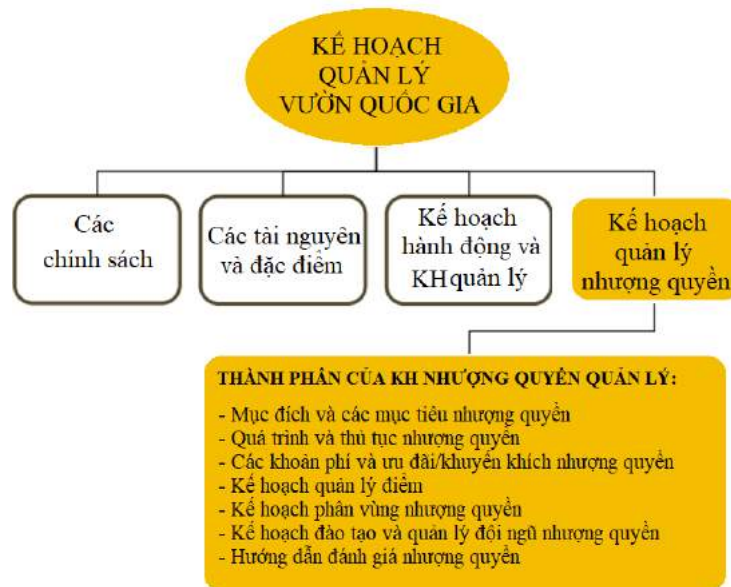 KẾ HOẠCH
QUẢN LÝ
VƯỜN QUỐC GIA
Các
chính sách
Các tài nguyên
và đặc điểm
Kế hoạch
hành động và
KH quản lý
Kế hoạch
quản lý
nhượng quyền
THÀNH PHẦN CỦA KH NHƯỢNG QUYỀN QUẢN LÝ:
- Mục đích và các mục tiêu nhượng quyền
- Quá trình và thủ tục nhượng quyền
- Các khoản phí và ưu đãi/khuyến khích nhượng quyền
- Kế hoạch quản lý điểm
- Kế hoạch phân vùng nhượng quyền
- Kế hoạch đào tạo và quản lý đội ngũ nhượng quyền
- Hướng dẫn đánh giá nhượng quyền